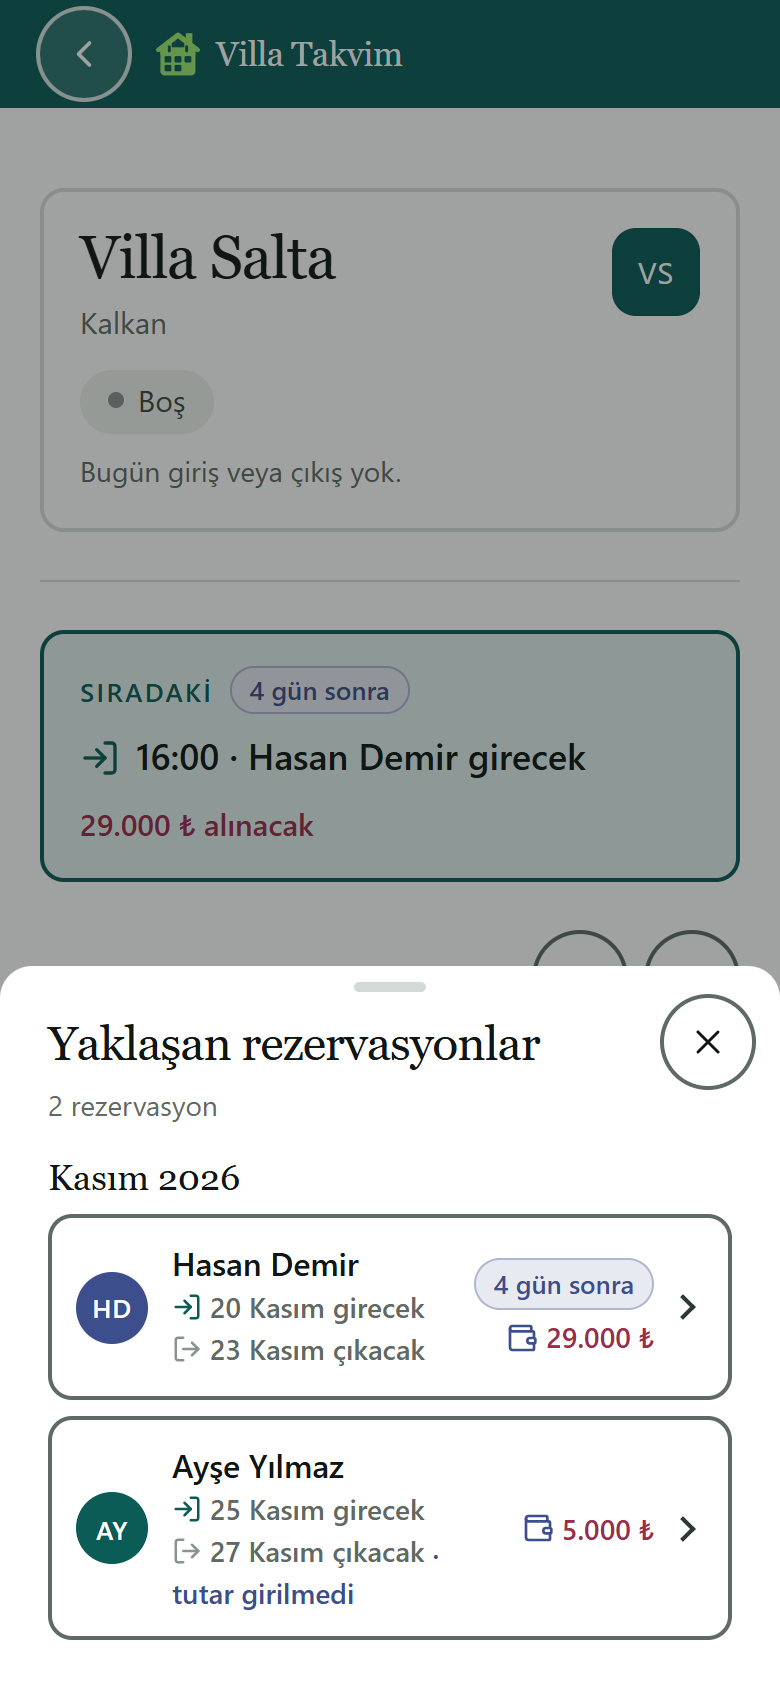 Villa Takvim
Villa Salta
VS
Kalkan
Boş
Bugün giriş veya çıkış yok.
SIRADAKİ
4 gün sonra
16:00 · Hasan Demir girecek
29.000 ₺ alınacak
Yaklaşan rezervasyonlar
2 rezervasyon
Kasım 2026
HD
Hasan Demir
20 Kasım girecek
23 Kasım çıkacak
4 gün sonra
29.000 ₺
AY
Ayşe Yılmaz
25 Kasım girecek
27 Kasım çıkacak ·
tutar girilmedi
5.000 ₺